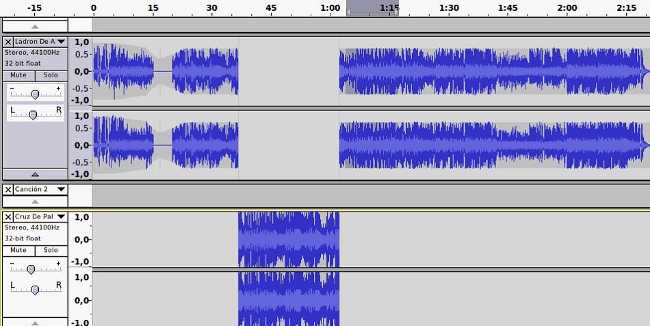 -15 0 15 30 45 1:00 1:15 1:30 1:45 2:00 2:15
Ladron De A
Stereo, 44100Hz
32-bit float
Mute Solo
- +
L R
1,0
0,5
0,0
-0,5
-1,0
1,0
0,5
0,0
-0,5
-1,0
Canción 2
Cruz De Pal
Stereo, 44100Hz
32-bit float
Mute Solo
- +
L R
1,0
0,0
-1,0
1,0
0,0
-1,0